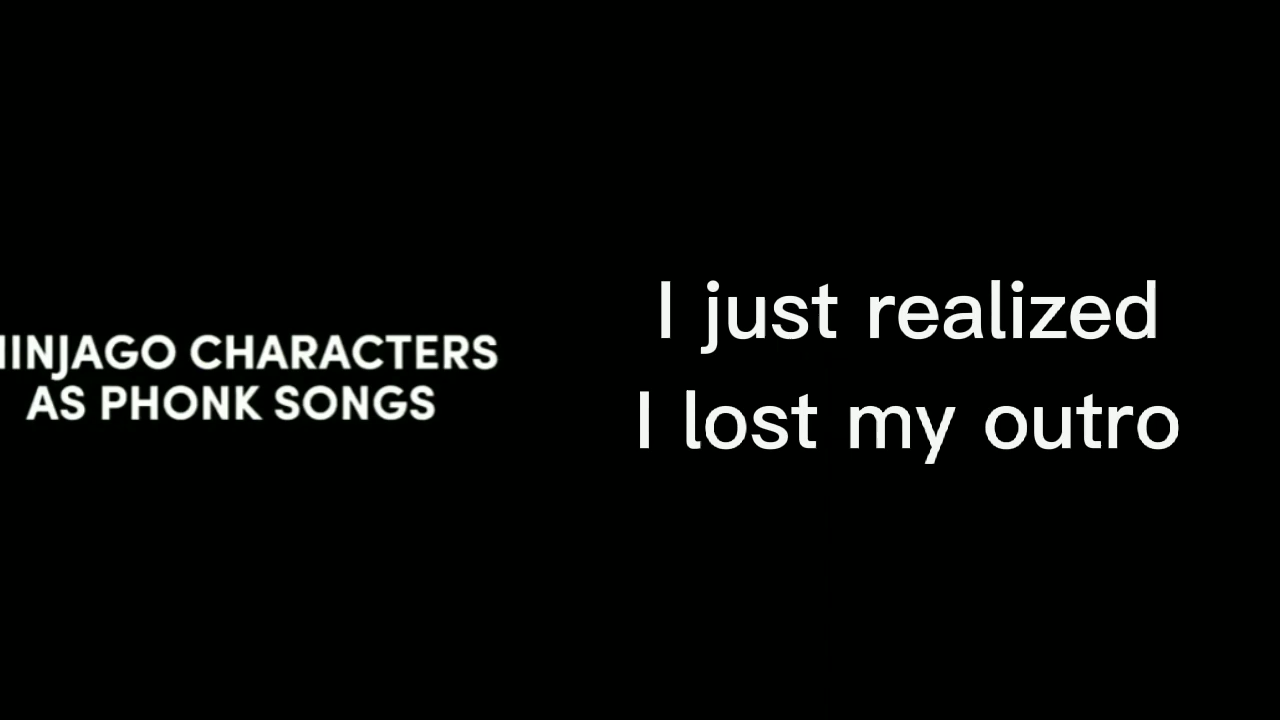 NINJAGO CHARACTERS
AS PHONK SONGS
I just realized
I lost my outro